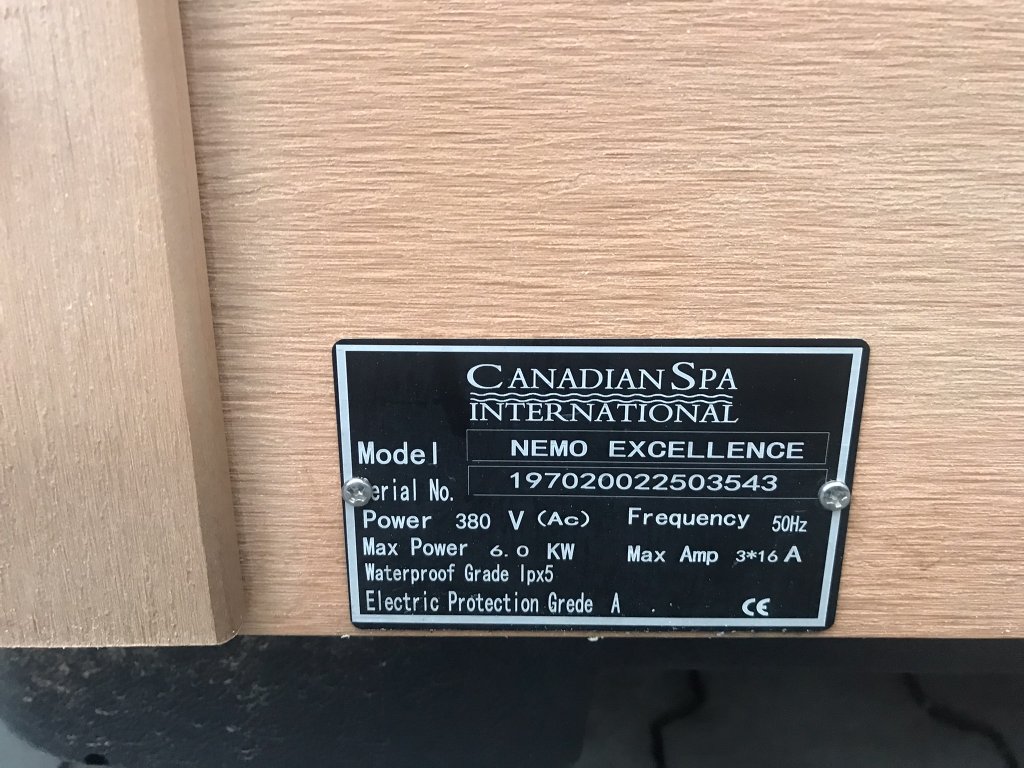 CANADIAN SPA
INTERNATIONAL
Model NEMO EXCELLENCE
erial No. 197020022503543
Power 380 V (Ac) Frequency 50Hz
Max Power 6.0 KW Max Amp 3*16 A
Waterproof Grade Ipx5
Electric Protection Grede A CE